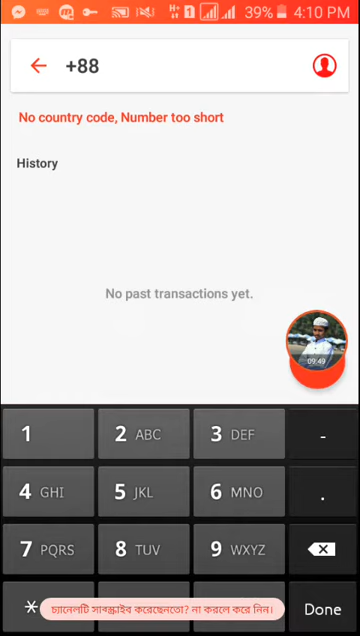 39% 4:10 PM
+88
No country code, Number too short
History
No past transactions yet.
09:49
1 2 ABC 3 DEF -
4 GHI 5 JKL 6 MNO .
7 PQRS 8 TUV 9 WXYZ
* চ্যানেলটি সাবস্ক্রাইব করেছেনতো? না করলে করে নিন। Done